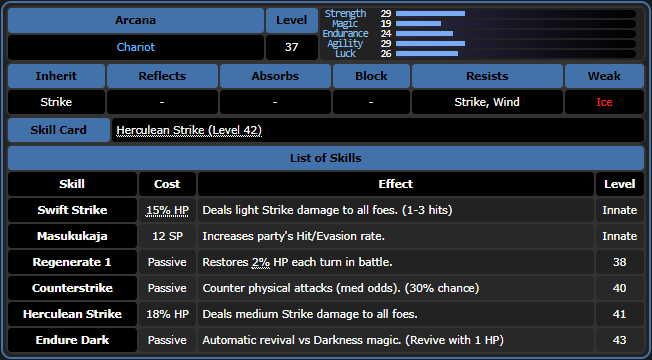 Arcana Level
Chariot 37
Strength 29
Magic 19
Endurance 24
Agility 29
Luck 26
Inherit Reflects Absorbs Block Resists Weak
Strike - - - Strike, Wind Ice
Skill Card Herculean Strike (Level 42)
List of Skills
Skill Cost Effect Level
Swift Strike 15% HP Deals light Strike damage to all foes. (1-3 hits) Innate
Masukukaja 12 SP Increases party's Hit/Evasion rate. Innate
Regenerate 1 Passive Restores 2% HP each turn in battle. 38
Counterstrike Passive Counter physical attacks (med odds). (30% chance) 40
Herculean Strike 18% HP Deals medium Strike damage to all foes. 41
Endure Dark Passive Automatic revival vs Darkness magic. (Revive with 1 HP) 43